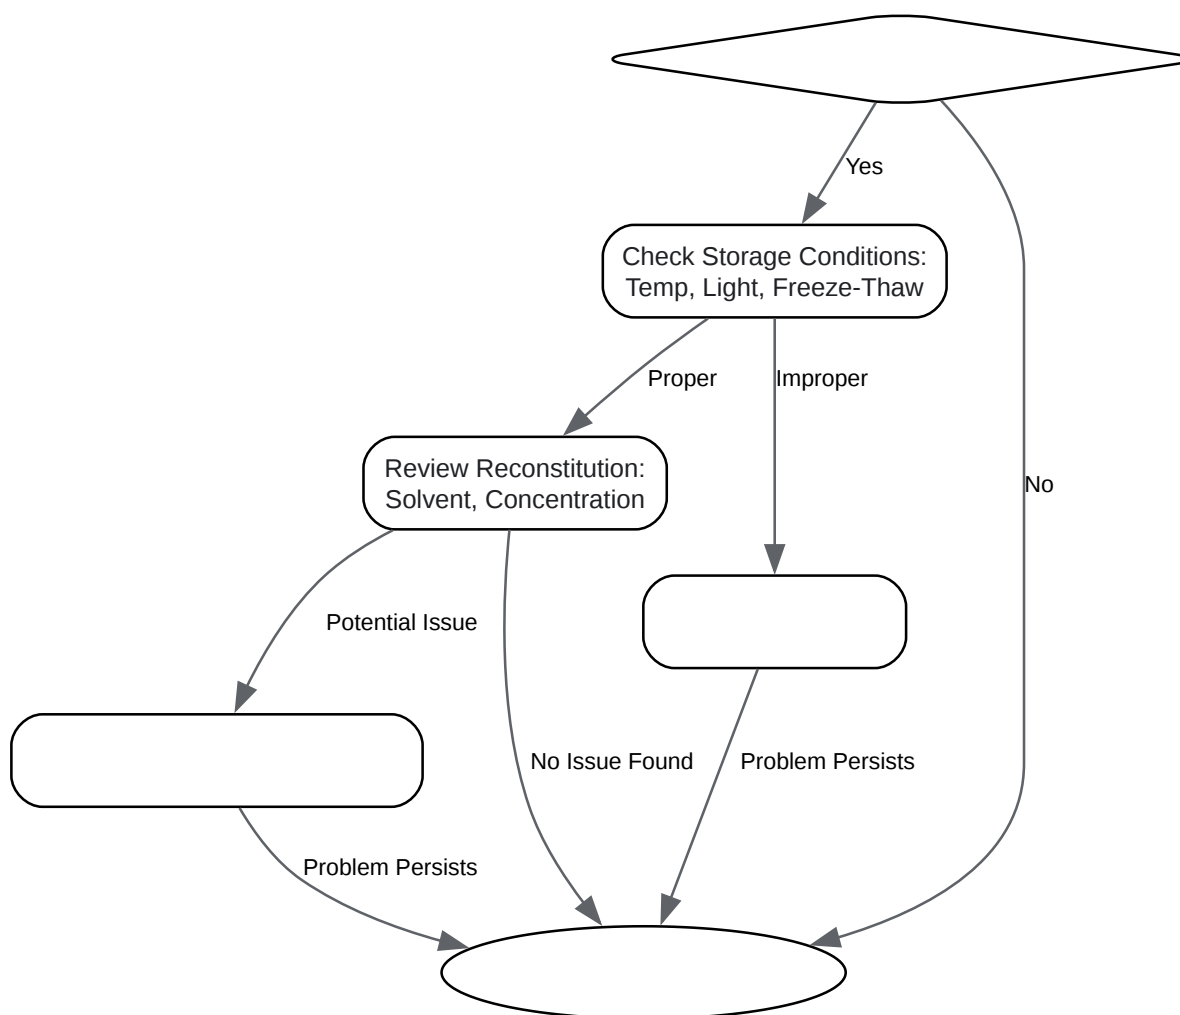 Yes
Check Storage Conditions:
Temp, Light, Freeze-Thaw
Proper
Improper
Review Reconstitution:
Solvent, Concentration
No
Potential Issue
No Issue Found
Problem Persists
Problem Persists